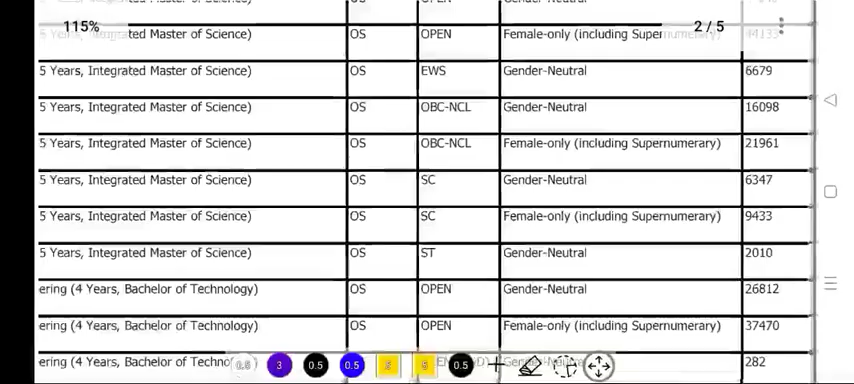 115% 2 / 5
5 Years, Integrated Master of Science) OS OPEN Female-only (including Supernumerary) 44133
5 Years, Integrated Master of Science) OS EWS Gender-Neutral 6679
5 Years, Integrated Master of Science) OS OBC-NCL Gender-Neutral 16098
5 Years, Integrated Master of Science) OS OBC-NCL Female-only (including Supernumerary) 21961
5 Years, Integrated Master of Science) OS SC Gender-Neutral 6347
5 Years, Integrated Master of Science) OS SC Female-only (including Supernumerary) 9433
5 Years, Integrated Master of Science) OS ST Gender-Neutral 2010
ering (4 Years, Bachelor of Technology) OS OPEN Gender-Neutral 26812
ering (4 Years, Bachelor of Technology) OS OPEN Female-only (including Supernumerary) 37470
ering (4 Years, Bachelor of 282
0.5 3 0.5 0.5 0.5